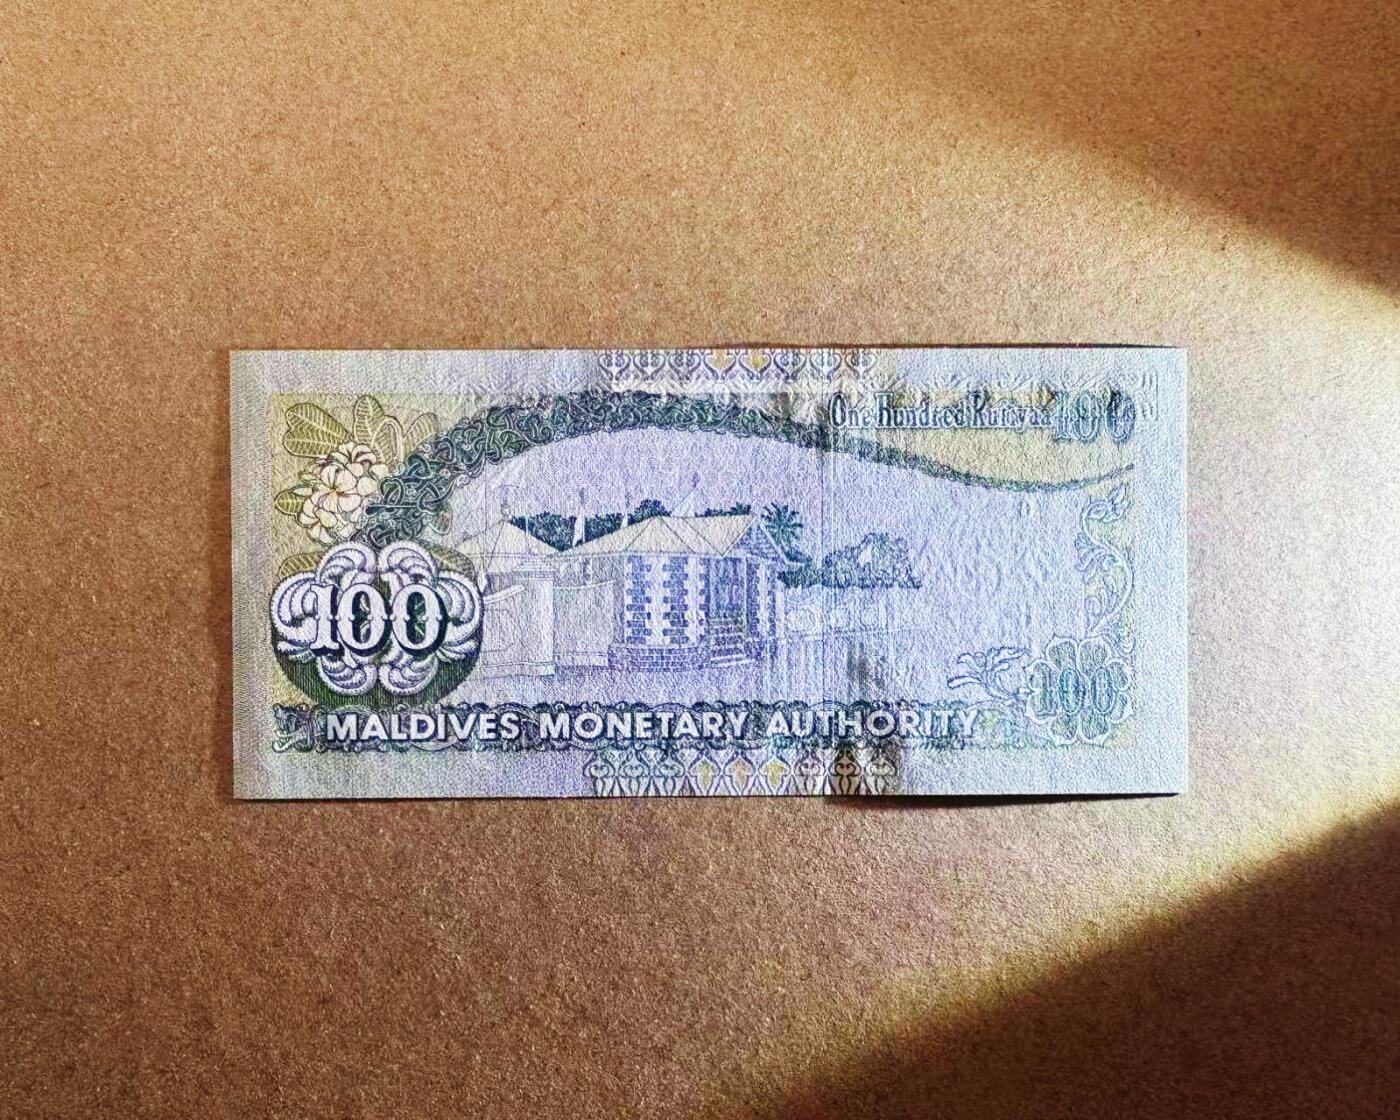 One Hundred Rufiyaa 100
100
100
MALDIVES MONETARY AUTHORITY